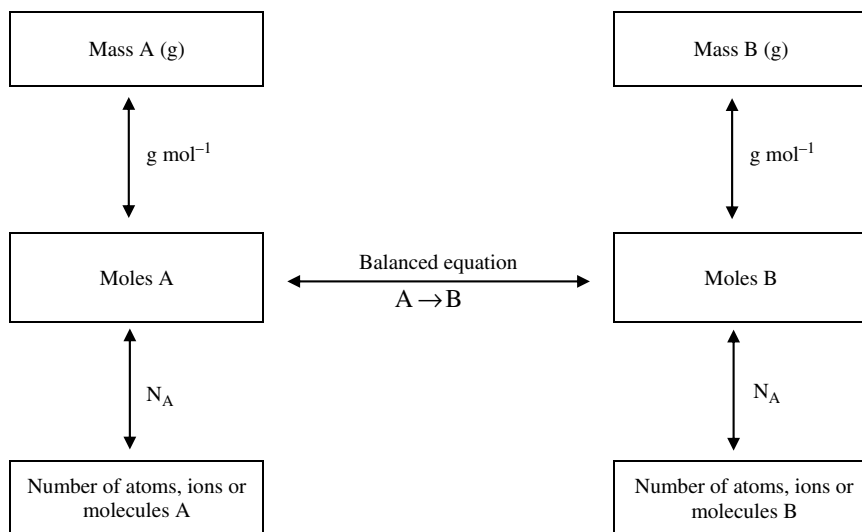 Mass A (g)
Mass B (g)
g mol⁻¹
g mol⁻¹
Moles A
Balanced equation
A → B
Moles B
N_A
N_A
Number of atoms, ions or
molecules A
Number of atoms, ions or
molecules B